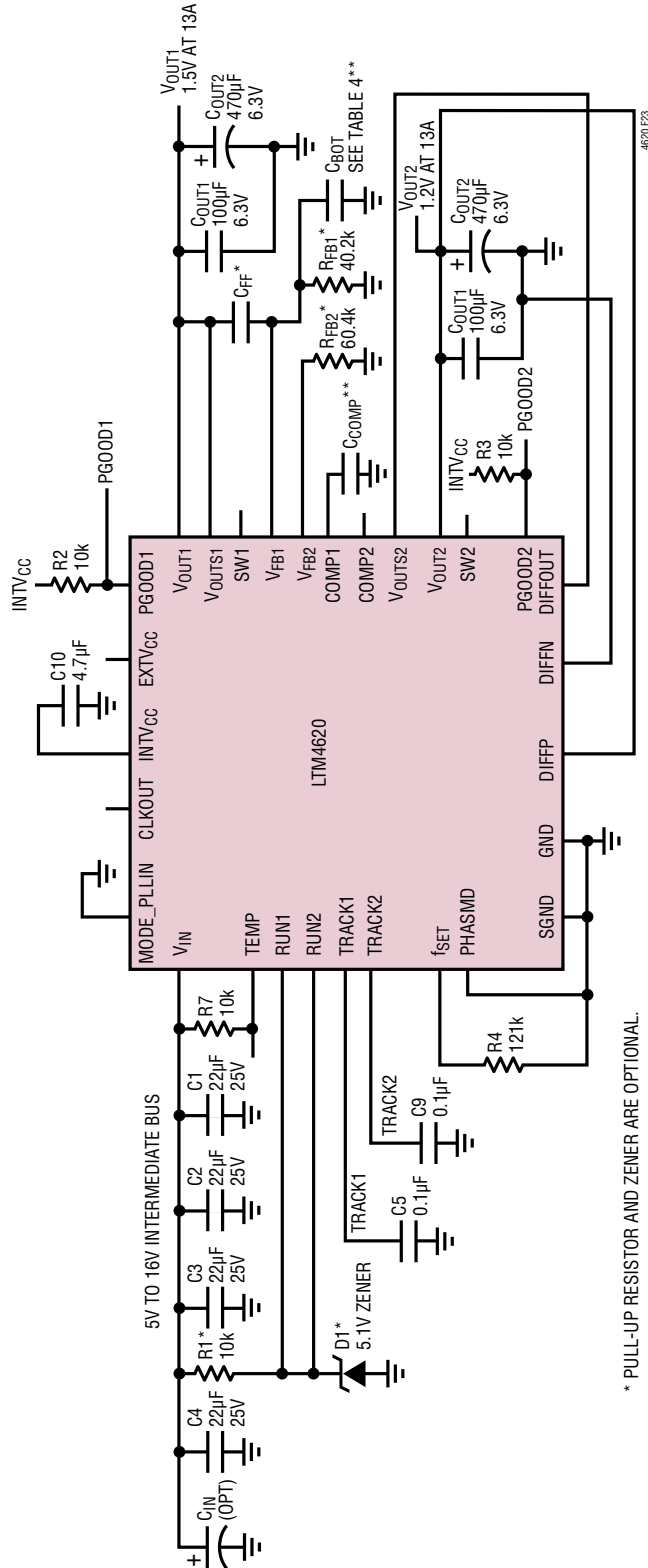 5V TO 16V INTERMEDIATE BUS
CIN
(OPT)
+
C4
22µF
25V
R1*
10k
C3
22µF
25V
C2
22µF
25V
C1
22µF
25V
R7
10k
D1*
5.1V ZENER
TRACK1
C5
0.1µF
TRACK2
C9
0.1µF
R4
121k
MODE_PLLIN
CLKOUT
INTVCC
EXTVCC
PGOOD1
C10
4.7µF
INTVCC
R2
10k
PGOOD1
VIN
TEMP
RUN1
RUN2
TRACK1
TRACK2
fSET
PHASMD
LTM4620
VOUT1
VOUTS1
SW1
VFB1
VFB2
COMP1
COMP2
VOUTS2
VOUT2
SW2
PGOOD2
SGND
GND
DIFFP
DIFFN
DIFFOUT
VOUT1
1.5V AT 13A
COUT1
100µF
6.3V
+
COUT2
470µF
6.3V
CFF*
CBOT
SEE TABLE 4**
RFB1*
40.2k
RFB2*
60.4k
CCOMP**
VOUT2
1.2V AT 13A
COUT1
100µF
6.3V
+
COUT2
470µF
6.3V
INTVCC
R3
10k
PGOOD2
4620 F23
* PULL-UP RESISTOR AND ZENER ARE OPTIONAL.